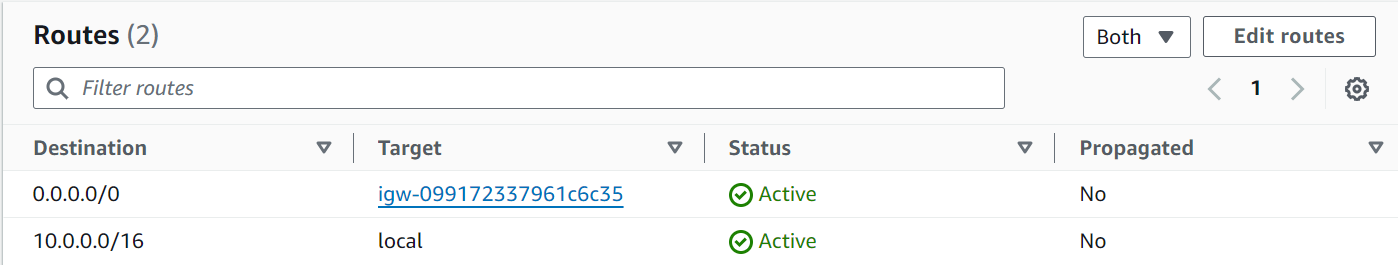 Routes (2)
Both
Edit routes
Filter routes
1
Destination Target Status Propagated
0.0.0.0/0 igw-099172337961c6c35 Active No
10.0.0.0/16 local Active No